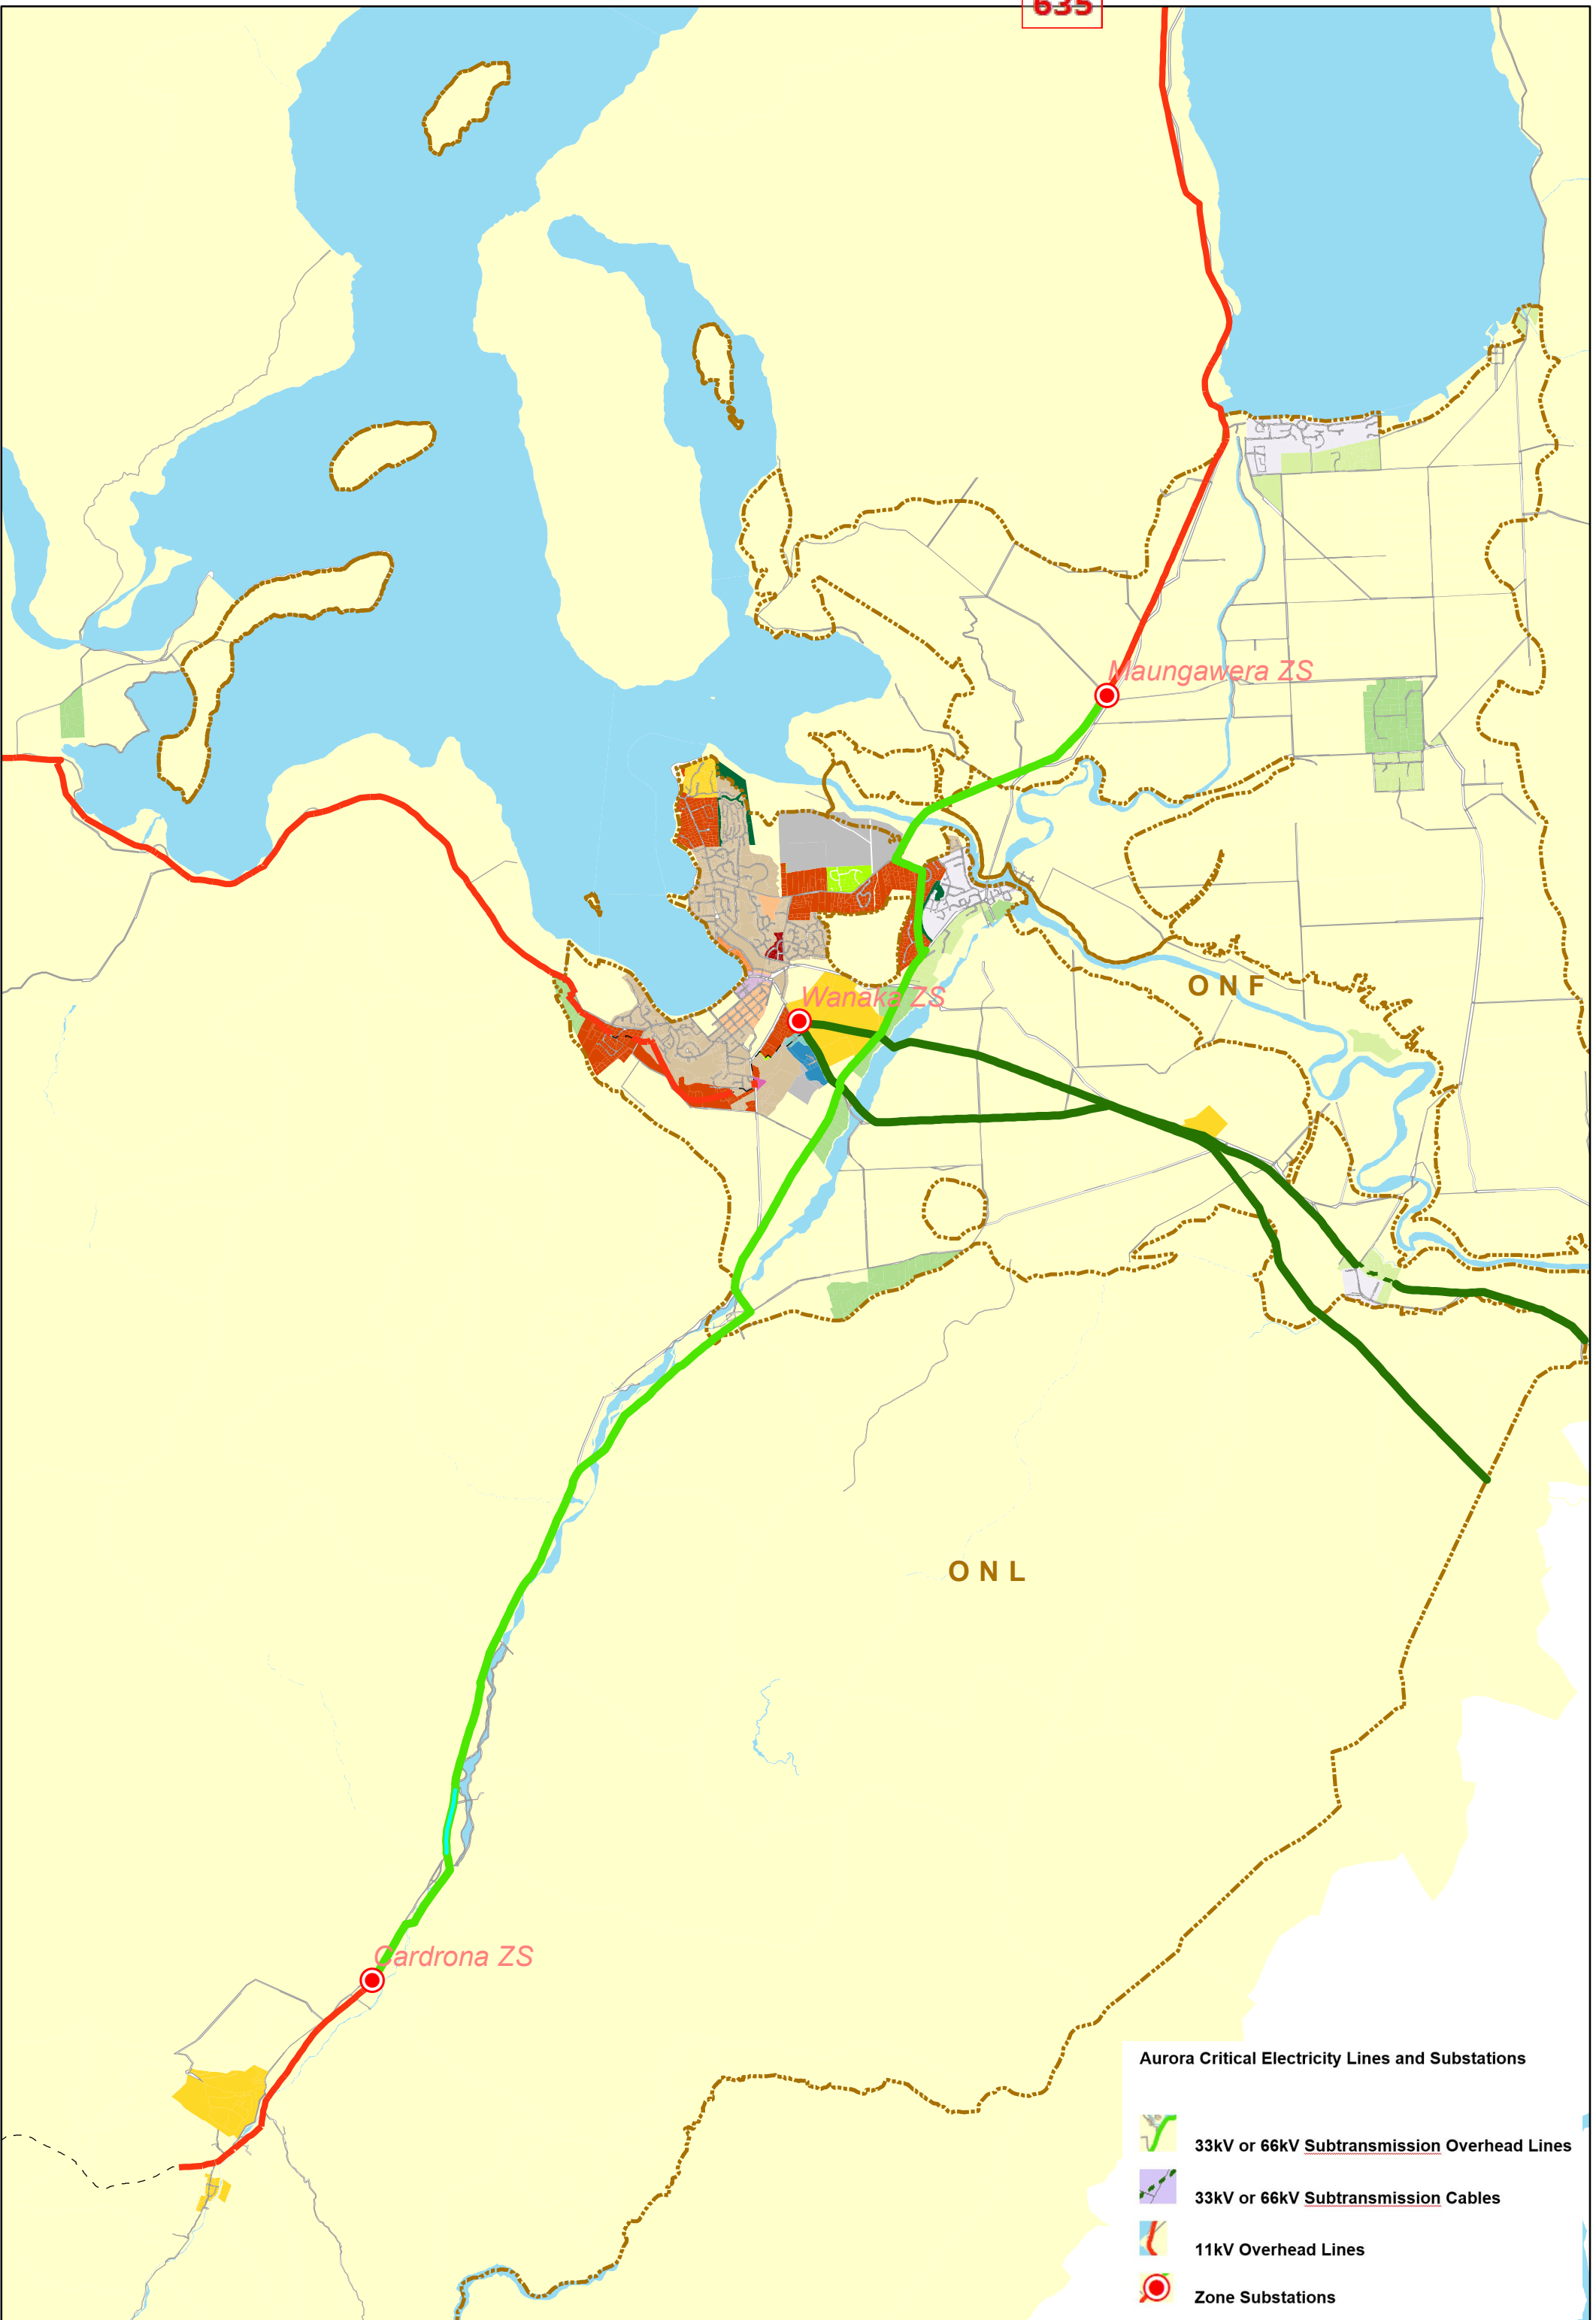 635
Maungawera ZS
ONF
Wanaka ZS
ONL
Cardrona ZS
Aurora Critical Electricity Lines and Substations
33kV or 66kV Subtransmission Overhead Lines
33kV or 66kV Subtransmission Cables
11kV Overhead Lines
Zone Substations